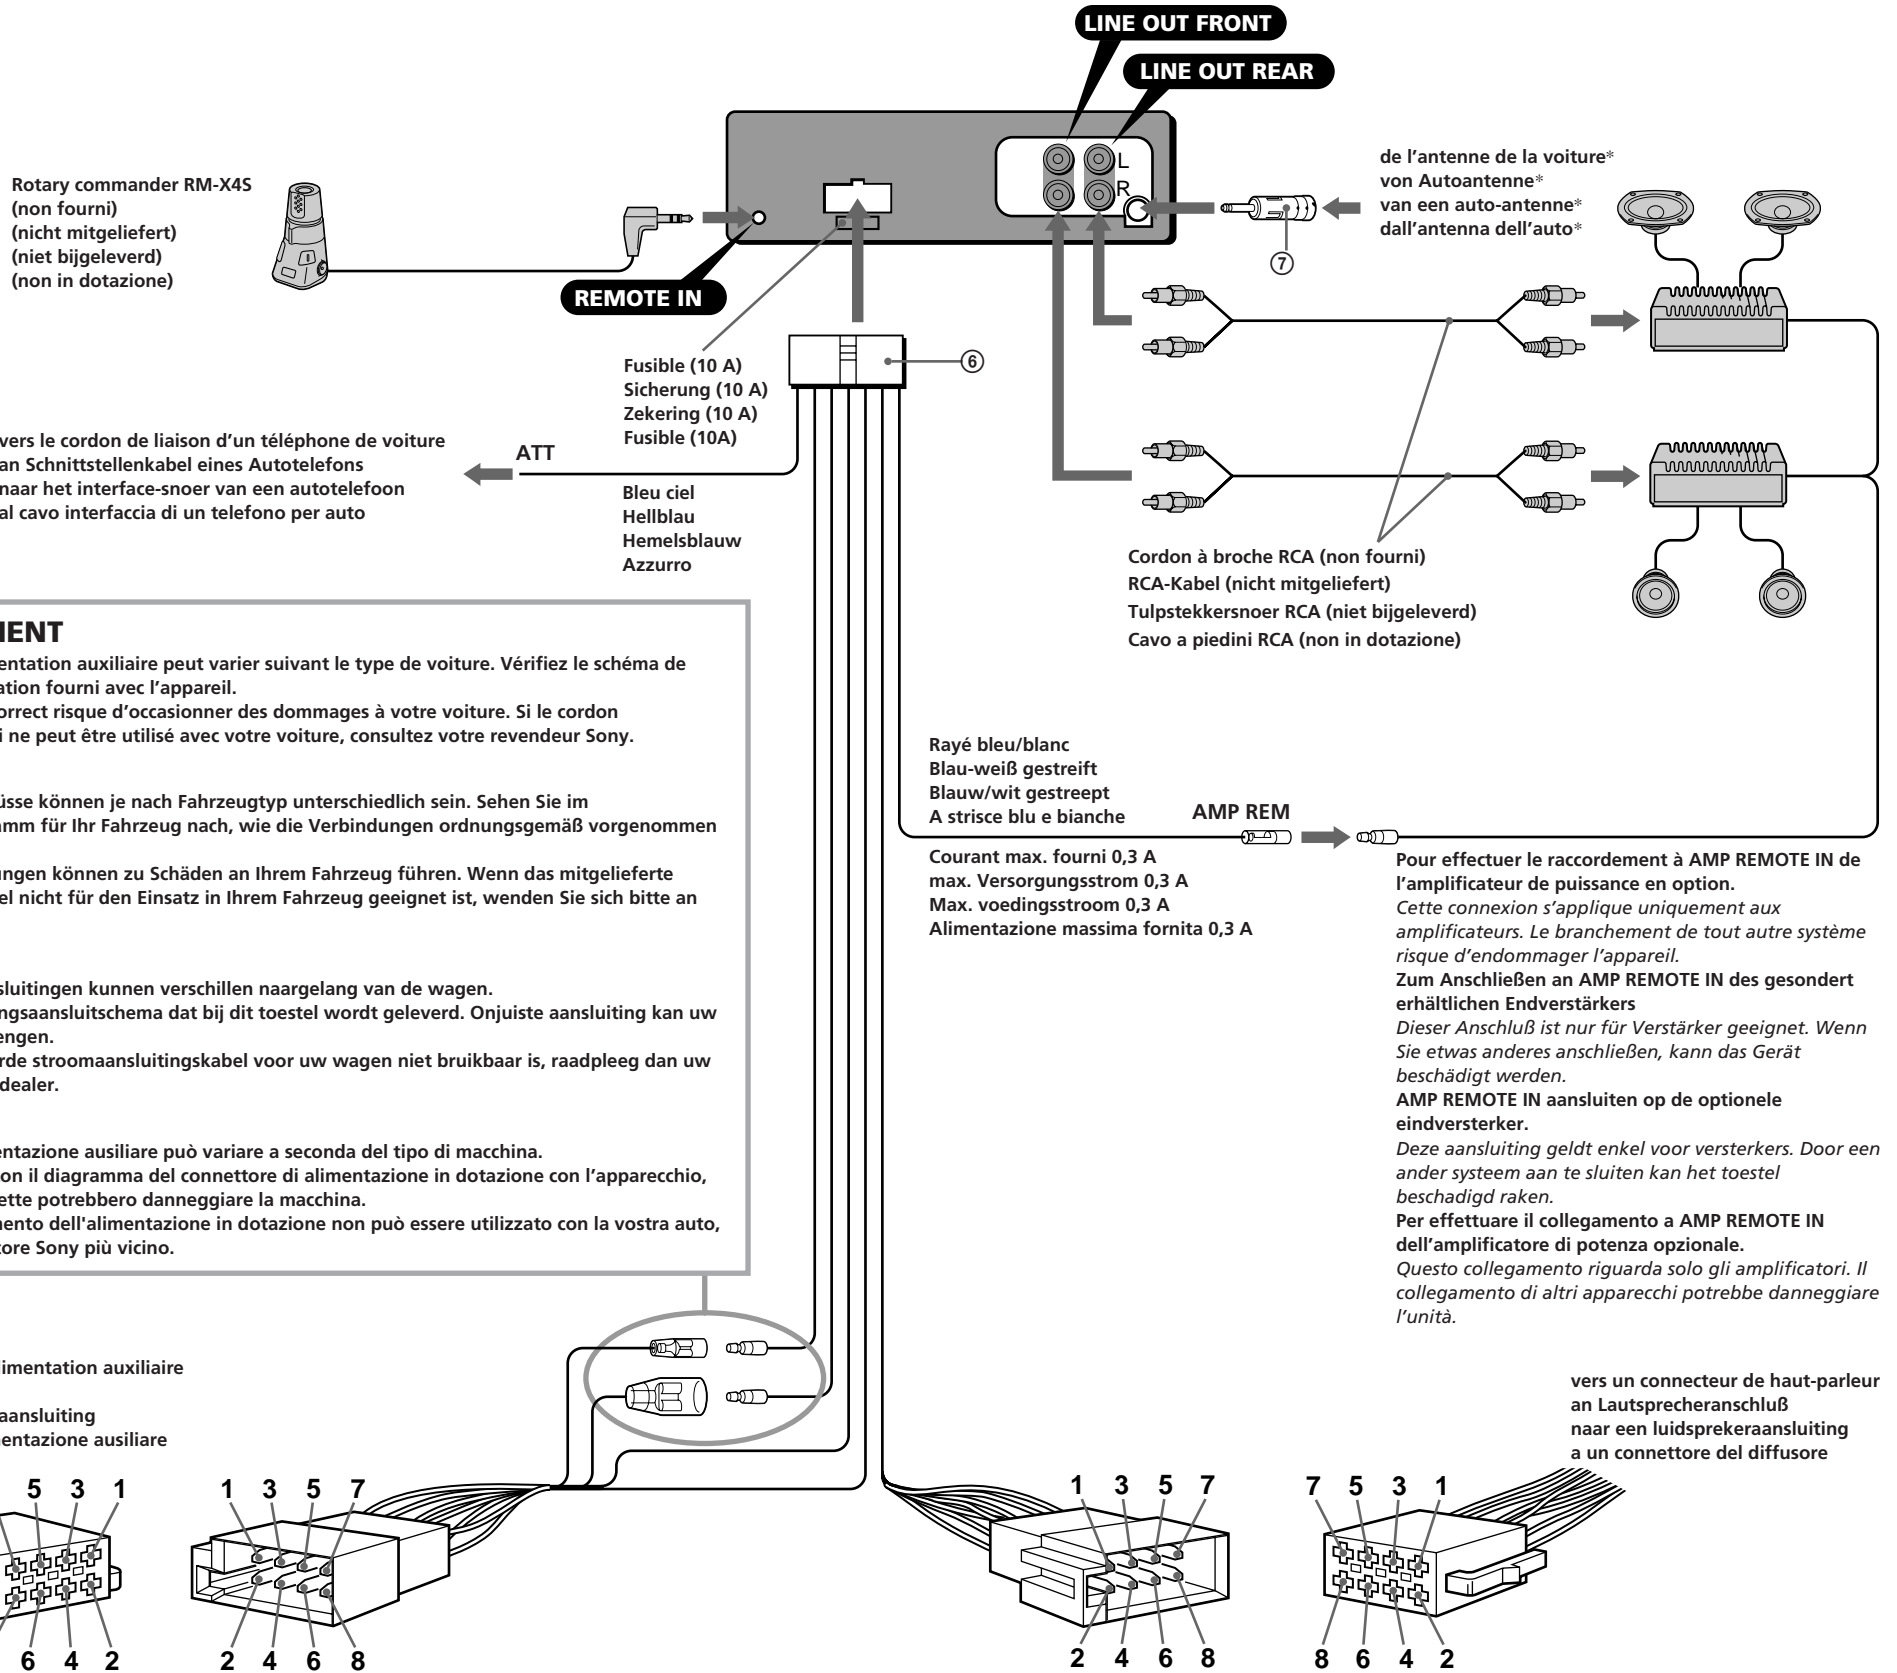 LINE OUT FRONT
LINE OUT REAR
L
R
Rotary commander RM-X4S
(non fourni)
(nicht mitgeliefert)
(niet bijgeleverd)
(non in dotazione)
REMOTE IN
de l’antenne de la voiture*
von Autoantenne*
van een auto-antenne*
dall’antenna dell’auto*
⑦
Fusible (10 A)
Sicherung (10 A)
Zekering (10 A)
Fusible (10A)
⑥
vers le cordon de liaison d’un téléphone de voiture
an Schnittstellenkabel eines Autotelefons
naar het interface-snoer van een autotelefoon
al cavo interfaccia di un telefono per auto
ATT
Bleu ciel
Hellblau
Hemelsblauw
Azzurro
Cordon à broche RCA (non fourni)
RCA-Kabel (nicht mitgeliefert)
Tulpstekkersnoer RCA (niet bijgeleverd)
Cavo a piedini RCA (non in dotazione)
MENT
entation auxiliaire peut varier suivant le type de voiture. Vérifiez le schéma de
ation fourni avec l’appareil.
orrect risque d’occasionner des dommages à votre voiture. Si le cordon
i ne peut être utilisé avec votre voiture, consultez votre revendeur Sony.
üsse können je nach Fahrzeugtyp unterschiedlich sein. Sehen Sie im
amm für Ihr Fahrzeug nach, wie die Verbindungen ordnungsgemäß vorgenommen
ungen können zu Schäden an Ihrem Fahrzeug führen. Wenn das mitgelieferte
el nicht für den Einsatz in Ihrem Fahrzeug geeignet ist, wenden Sie sich bitte an
sluitingen kunnen verschillen naargelang van de wagen.
ngsaansluitschema dat bij dit toestel wordt geleverd. Onjuiste aansluiting kan uw
engen.
rde stroomaansluitingskabel voor uw wagen niet bruikbaar is, raadpleeg dan uw
dealer.
entazione ausiliare può variare a seconda del tipo di macchina.
on il diagramma del connettore di alimentazione in dotazione con l’apparecchio,
ette potrebbero danneggiare la macchina.
mento dell'alimentazione in dotazione non può essere utilizzato con la vostra auto,
tore Sony più vicino.
Rayé bleu/blanc
Blau-weiß gestreift
Blauw/wit gestreept
A strisce blu e bianche
AMP REM
Courant max. fourni 0,3 A
max. Versorgungsstrom 0,3 A
Max. voedingsstroom 0,3 A
Alimentazione massima fornita 0,3 A
Pour effectuer le raccordement à AMP REMOTE IN de
l’amplificateur de puissance en option.
Cette connexion s’applique uniquement aux
amplificateurs. Le branchement de tout autre système
risque d’endommager l’appareil.
Zum Anschließen an AMP REMOTE IN des gesondert
erhältlichen Endverstärkers
Dieser Anschluß ist nur für Verstärker geeignet. Wenn
Sie etwas anderes anschließen, kann das Gerät
beschädigt werden.
AMP REMOTE IN aansluiten op de optionele
eindversterker.
Deze aansluiting geldt enkel voor versterkers. Door een
ander systeem aan te sluiten kan het toestel
beschadigd raken.
Per effettuare il collegamento a AMP REMOTE IN
dell’amplificatore di potenza opzionale.
Questo collegamento riguarda solo gli amplificatori. Il
collegamento di altri apparecchi potrebbe danneggiare
l’unità.
limentation auxiliaire
aansluiting
nentazione ausiliare
vers un connecteur de haut-parleur
an Lautsprecheranschluß
naar een luidsprekeraansluiting
a un connettore del diffusore
5 3 1
6 4 2
1 3 5 7
2 4 6 8
1 3 5 7
2 4 6 8
7 5 3 1
8 6 4 2